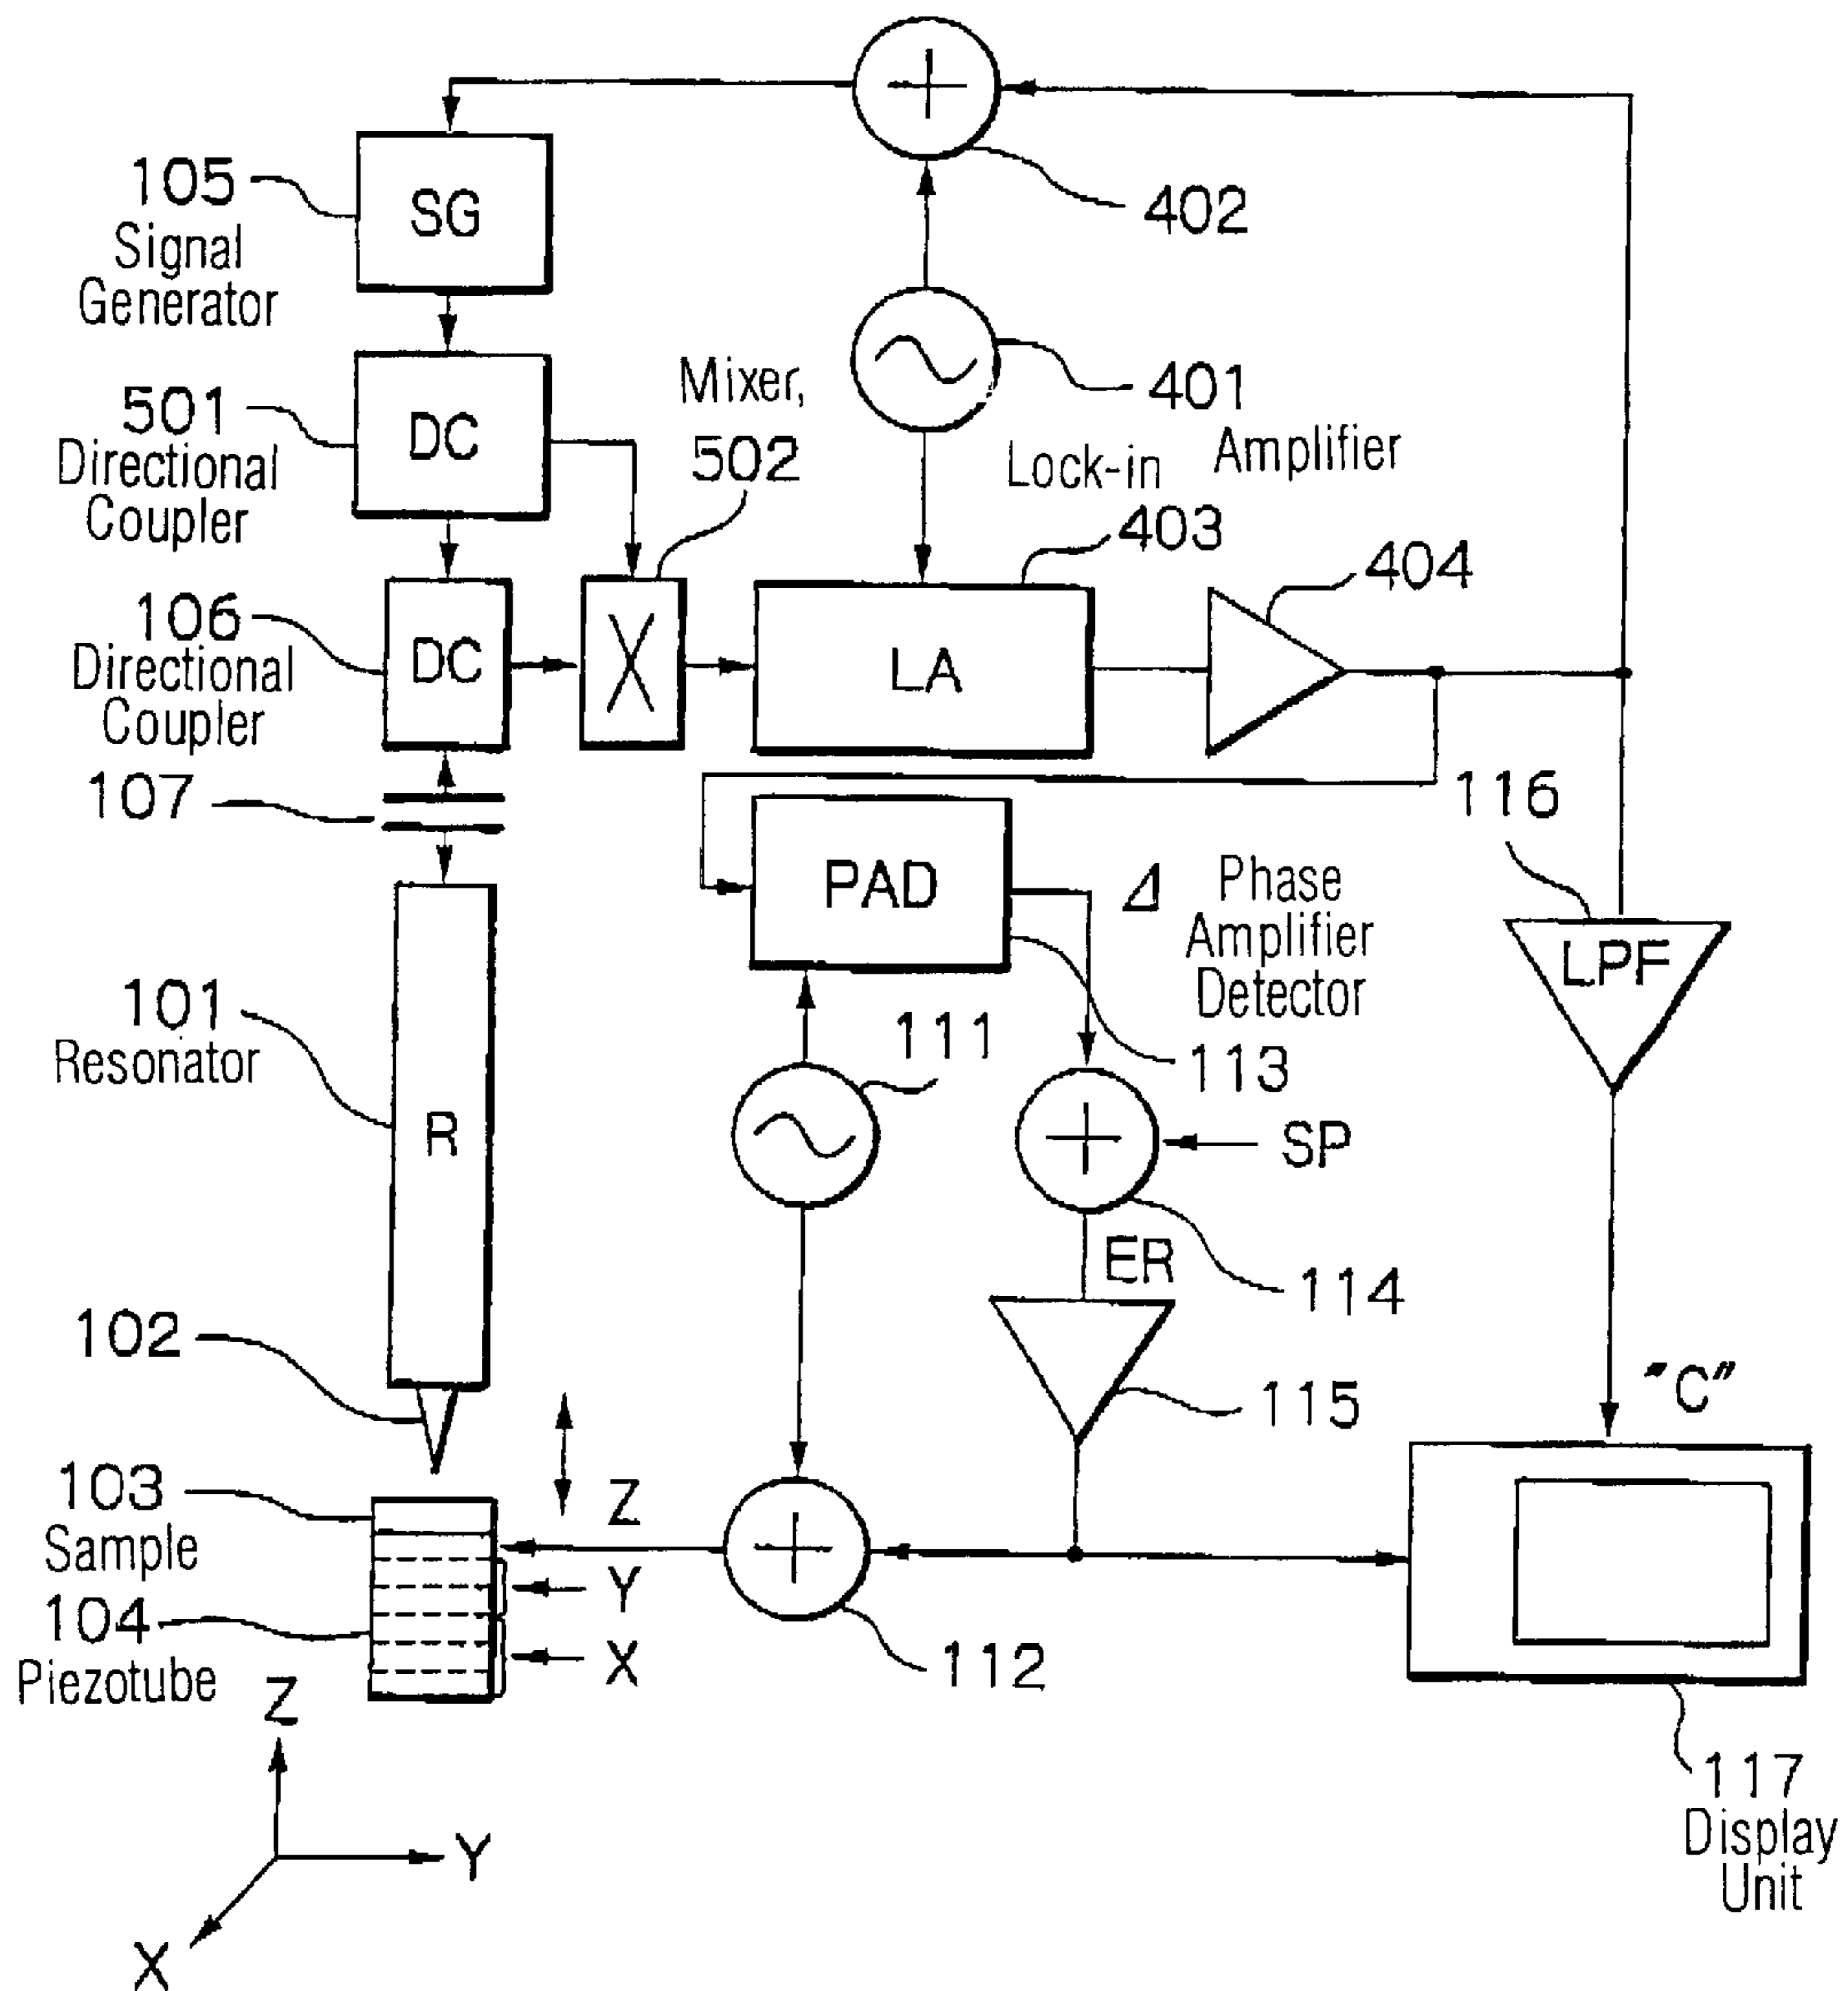 402
105
Signal
Generator
SG
401
Mixer,
502
501
Directional
Coupler
DC
Lock-in Amplifier
403
404
106
Directional
Coupler
DC
X
LA
107
116
PAD
Δ
Phase
Amplifier
Detector
LPF
101
Resonator
R
111
113
SP
ER
114
102
115
"C"
103
Sample
104
Piezotube
Z
Y
X
112
117
Display
Unit
Z
Y
X